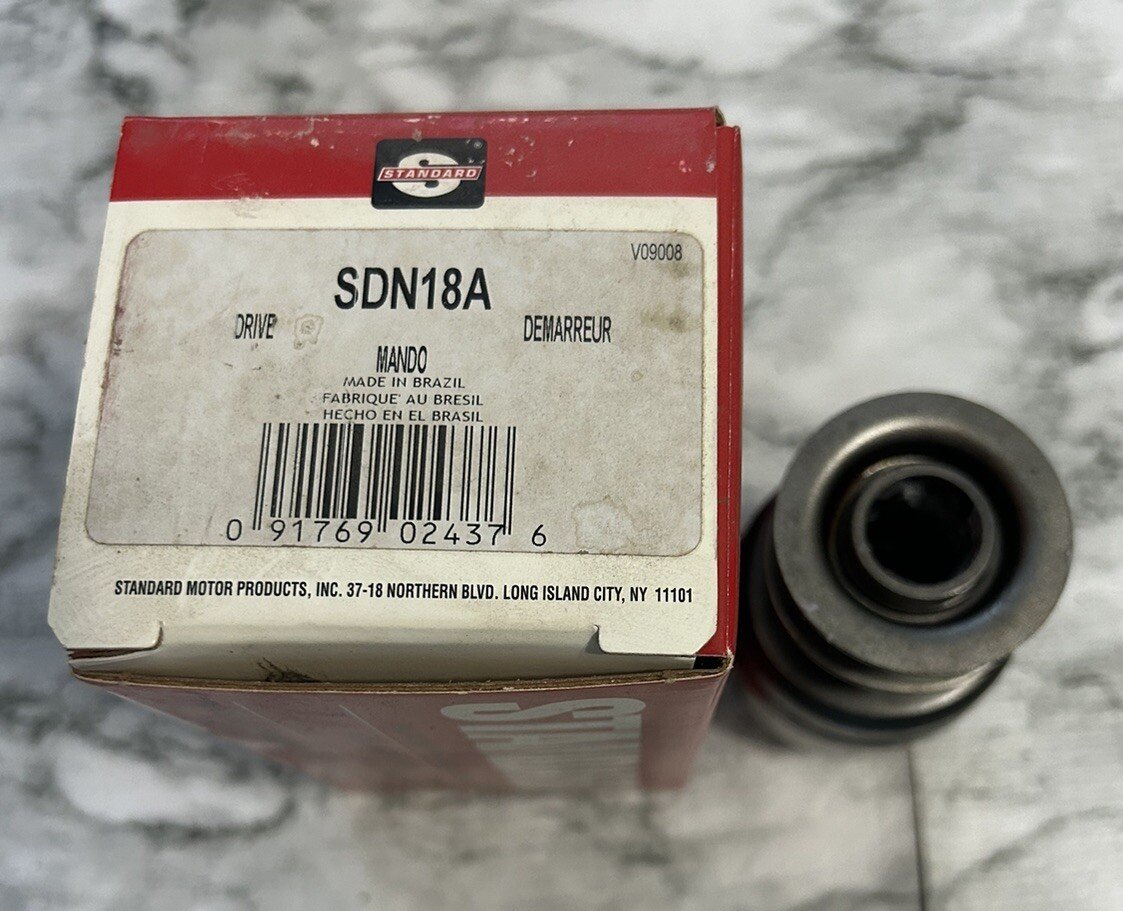 S
STANDARD®
V09008
SDN18A
DRIVE DEMARREUR
MANDO
MADE IN BRAZIL
FABRIQUE' AU BRESIL
HECHO EN EL BRASIL
0 91769 02437 6
STANDARD MOTOR PRODUCTS, INC. 37-18 NORTHERN BLVD. LONG ISLAND CITY, NY 11101